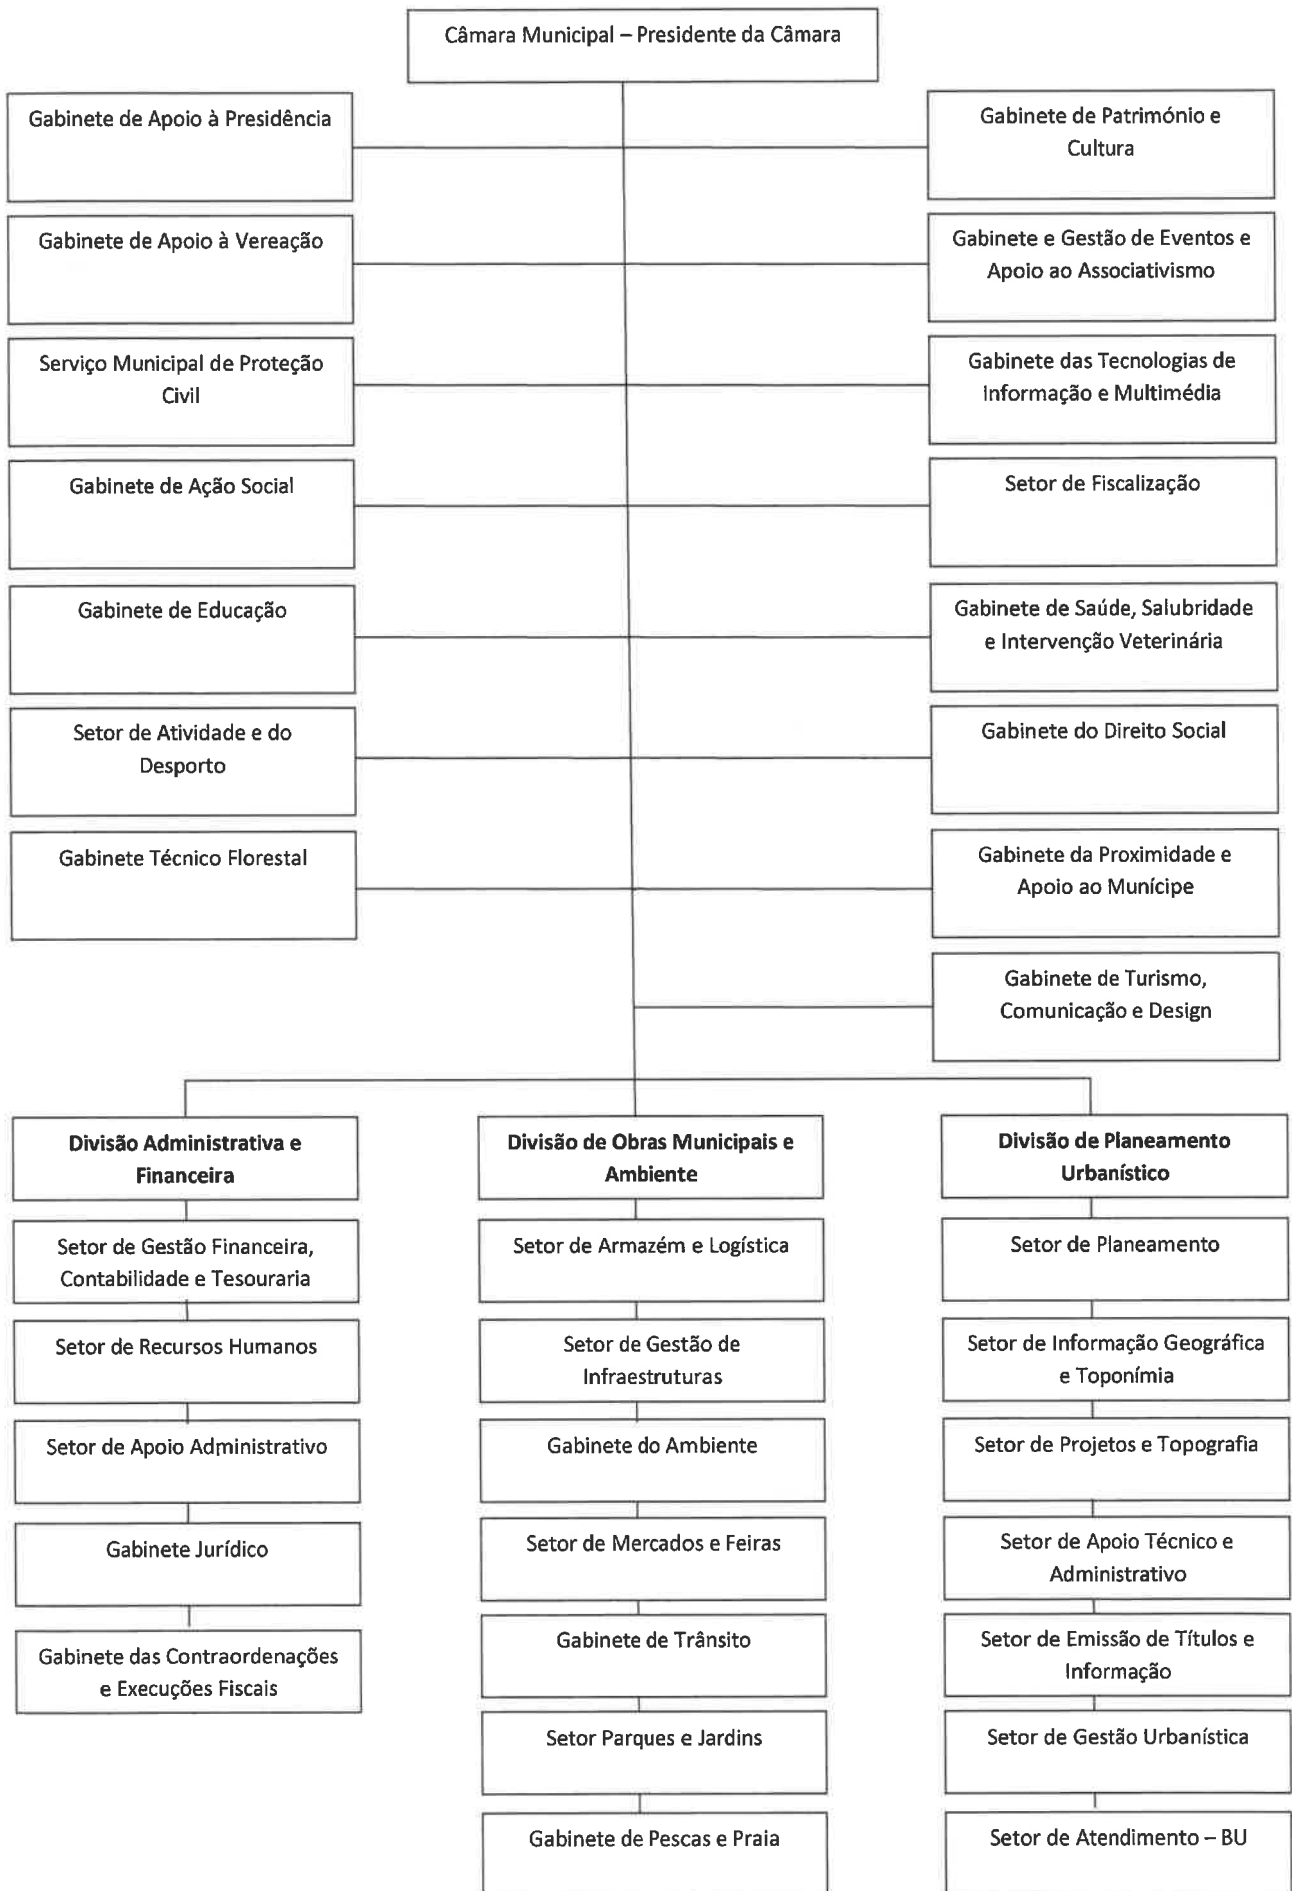 Câmara Municipal – Presidente da Câmara
Gabinete de Apoio à Presidência
Gabinete de Património e
Cultura
Gabinete de Apoio à Vereação
Gabinete e Gestão de Eventos e
Apoio ao Associativismo
Serviço Municipal de Proteção
Civil
Gabinete das Tecnologias de
Informação e Multimédia
Gabinete de Ação Social
Setor de Fiscalização
Gabinete de Educação
Gabinete de Saúde, Salubridade
e Intervenção Veterinária
Setor de Atividade e do
Desporto
Gabinete do Direito Social
Gabinete Técnico Florestal
Gabinete da Proximidade e
Apoio ao Munícipe
Gabinete de Turismo,
Comunicação e Design
Divisão Administrativa e
Financeira
Setor de Gestão Financeira,
Contabilidade e Tesouraria
Setor de Recursos Humanos
Setor de Apoio Administrativo
Gabinete Jurídico
Gabinete das Contraordenações
e Execuções Fiscais
Divisão de Obras Municipais e
Ambiente
Setor de Armazém e Logística
Setor de Gestão de
Infraestruturas
Gabinete do Ambiente
Setor de Mercados e Feiras
Gabinete de Trânsito
Setor Parques e Jardins
Gabinete de Pescas e Praia
Divisão de Planeamento
Urbanístico
Setor de Planeamento
Setor de Informação Geográfica
e Toponímia
Setor de Projetos e Topografia
Setor de Apoio Técnico e
Administrativo
Setor de Emissão de Títulos e
Informação
Setor de Gestão Urbanística
Setor de Atendimento – BU